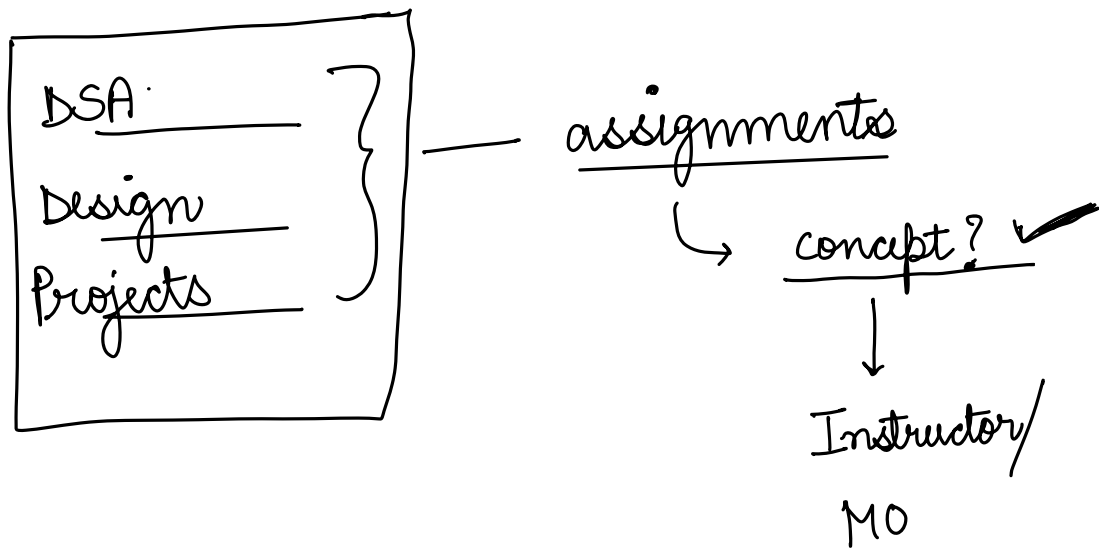 DSA
Design
Projects
assignments
concept?
Instructor/
MO